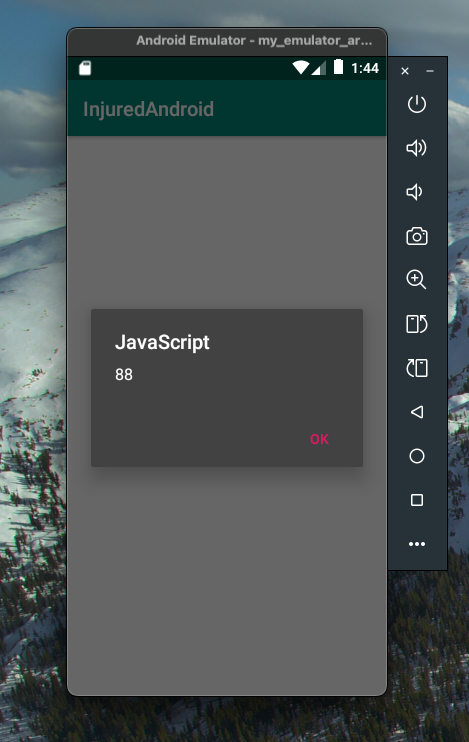 Android Emulator - my_emulator_ar...
1:44
InjuredAndroid
JavaScript
88
OK